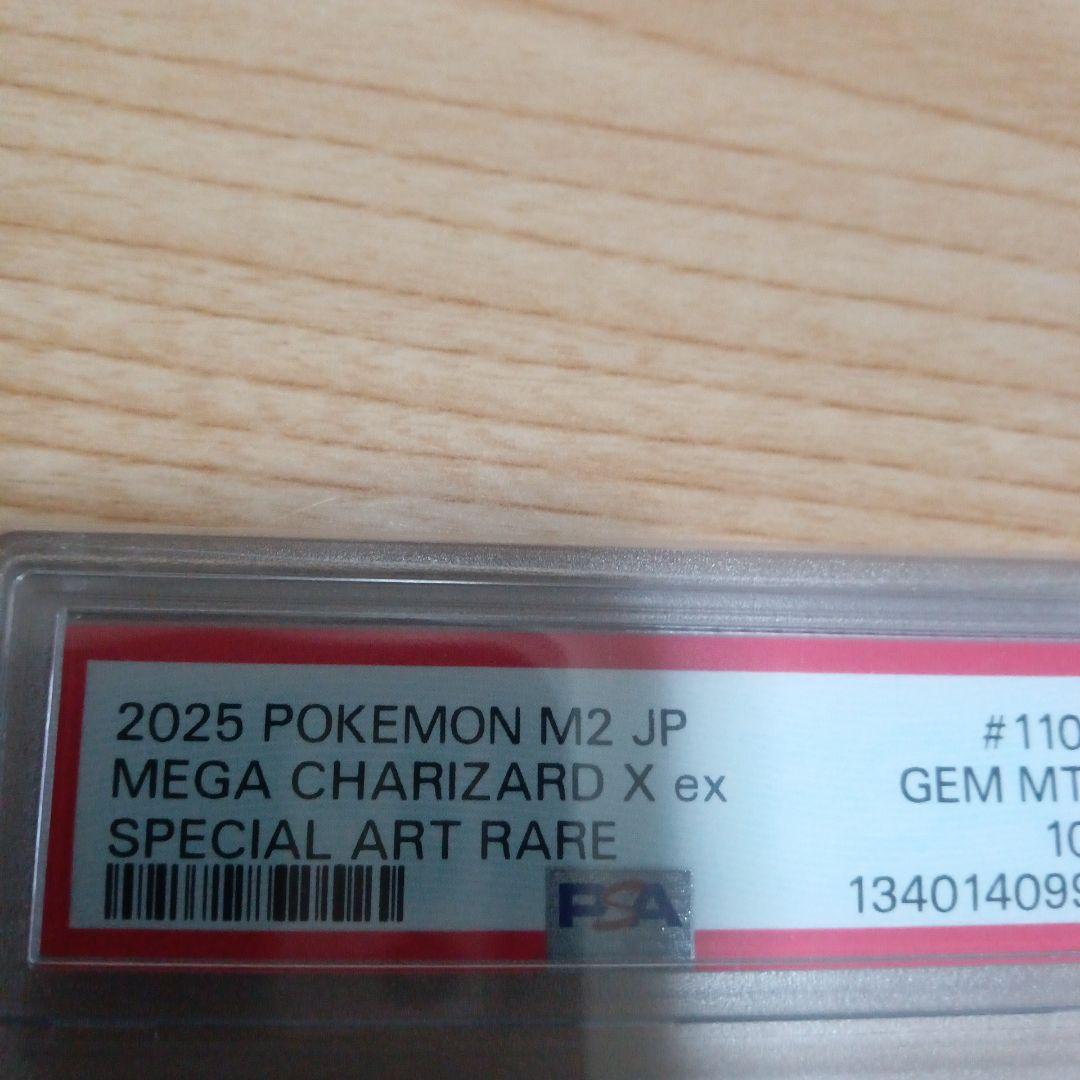 2025 POKEMON M2 JP #110
MEGA CHARIZARD X ex GEM MT
SPECIAL ART RARE 10
PSA 134014099